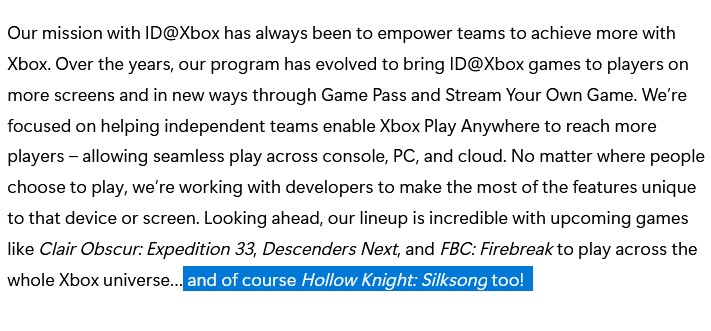 Our mission with ID@Xbox has always been to empower teams to achieve more with
Xbox. Over the years, our program has evolved to bring ID@Xbox games to players on
more screens and in new ways through Game Pass and Stream Your Own Game. We’re
focused on helping independent teams enable Xbox Play Anywhere to reach more
players – allowing seamless play across console, PC, and cloud. No matter where people
choose to play, we’re working with developers to make the most of the features unique
to that device or screen. Looking ahead, our lineup is incredible with upcoming games
like Clair Obscur: Expedition 33, Descenders Next, and FBC: Firebreak to play across the
whole Xbox universe... and of course Hollow Knight: Silksong too!